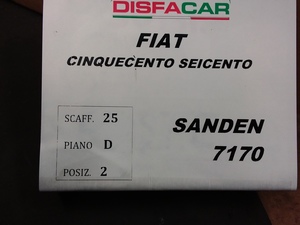 DISFACAR
FIAT
CINQUECENTO SEICENTO
SCAFF. 25
PIANO D
POSIZ. 2
SANDEN
7170